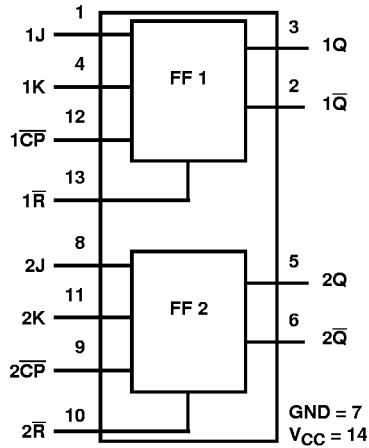 1
1J
4
1K
12
1C̅P̅
13
1R̅
FF 1
3
1Q
2
1Q̅
8
2J
11
2K
9
2C̅P̅
10
2R̅
FF 2
5
2Q
6
2Q̅
GND = 7
VCC = 14